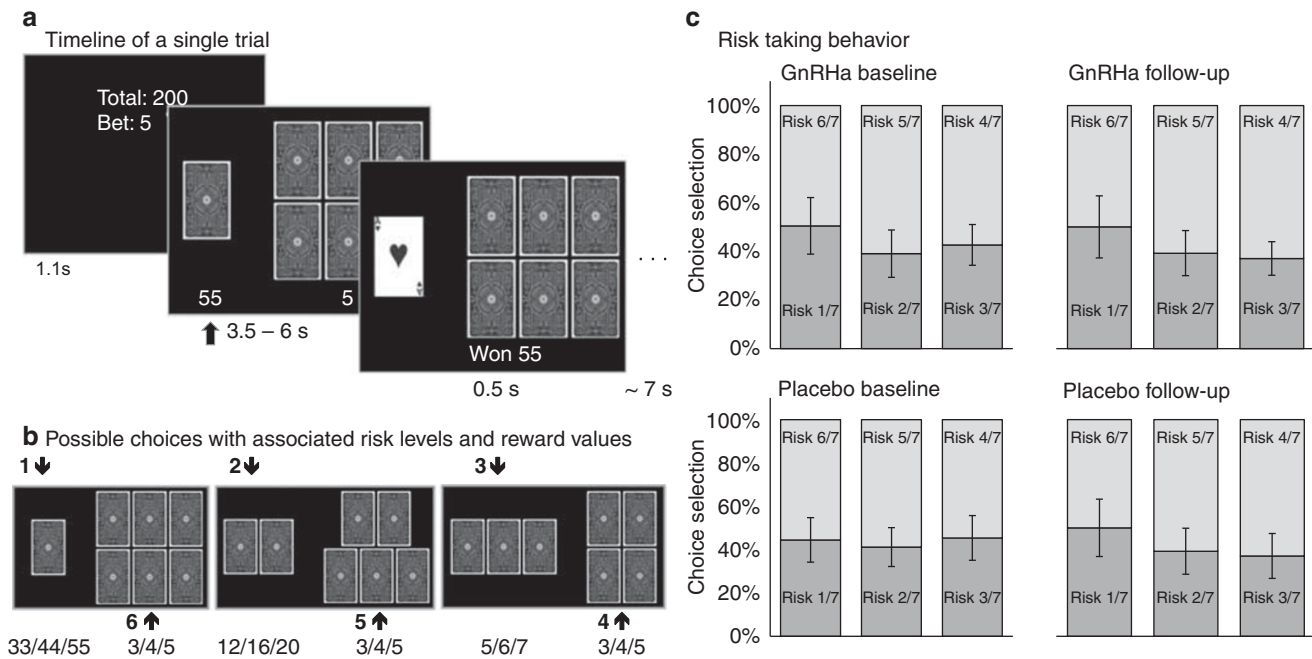 a
Timeline of a single trial
Total: 200
Bet: 5
1.1s
55
5
3.5 – 6 s
A
A
Won 55
0.5 s
. . .
~ 7 s
b Possible choices with associated risk levels and reward values
1 2 3
6 5 4
33/44/55 3/4/5 12/16/20 3/4/5 5/6/7 3/4/5
c
Risk taking behavior
GnRHa baseline
Choice selection
100%
80%
60%
40%
20%
0%
Risk 6/7 Risk 5/7 Risk 4/7
Risk 1/7 Risk 2/7 Risk 3/7
GnRHa follow-up
Risk 6/7 Risk 5/7 Risk 4/7
Risk 1/7 Risk 2/7 Risk 3/7
Placebo baseline
Choice selection
100%
80%
60%
40%
20%
0%
Risk 6/7 Risk 5/7 Risk 4/7
Risk 1/7 Risk 2/7 Risk 3/7
Placebo follow-up
Risk 6/7 Risk 5/7 Risk 4/7
Risk 1/7 Risk 2/7 Risk 3/7